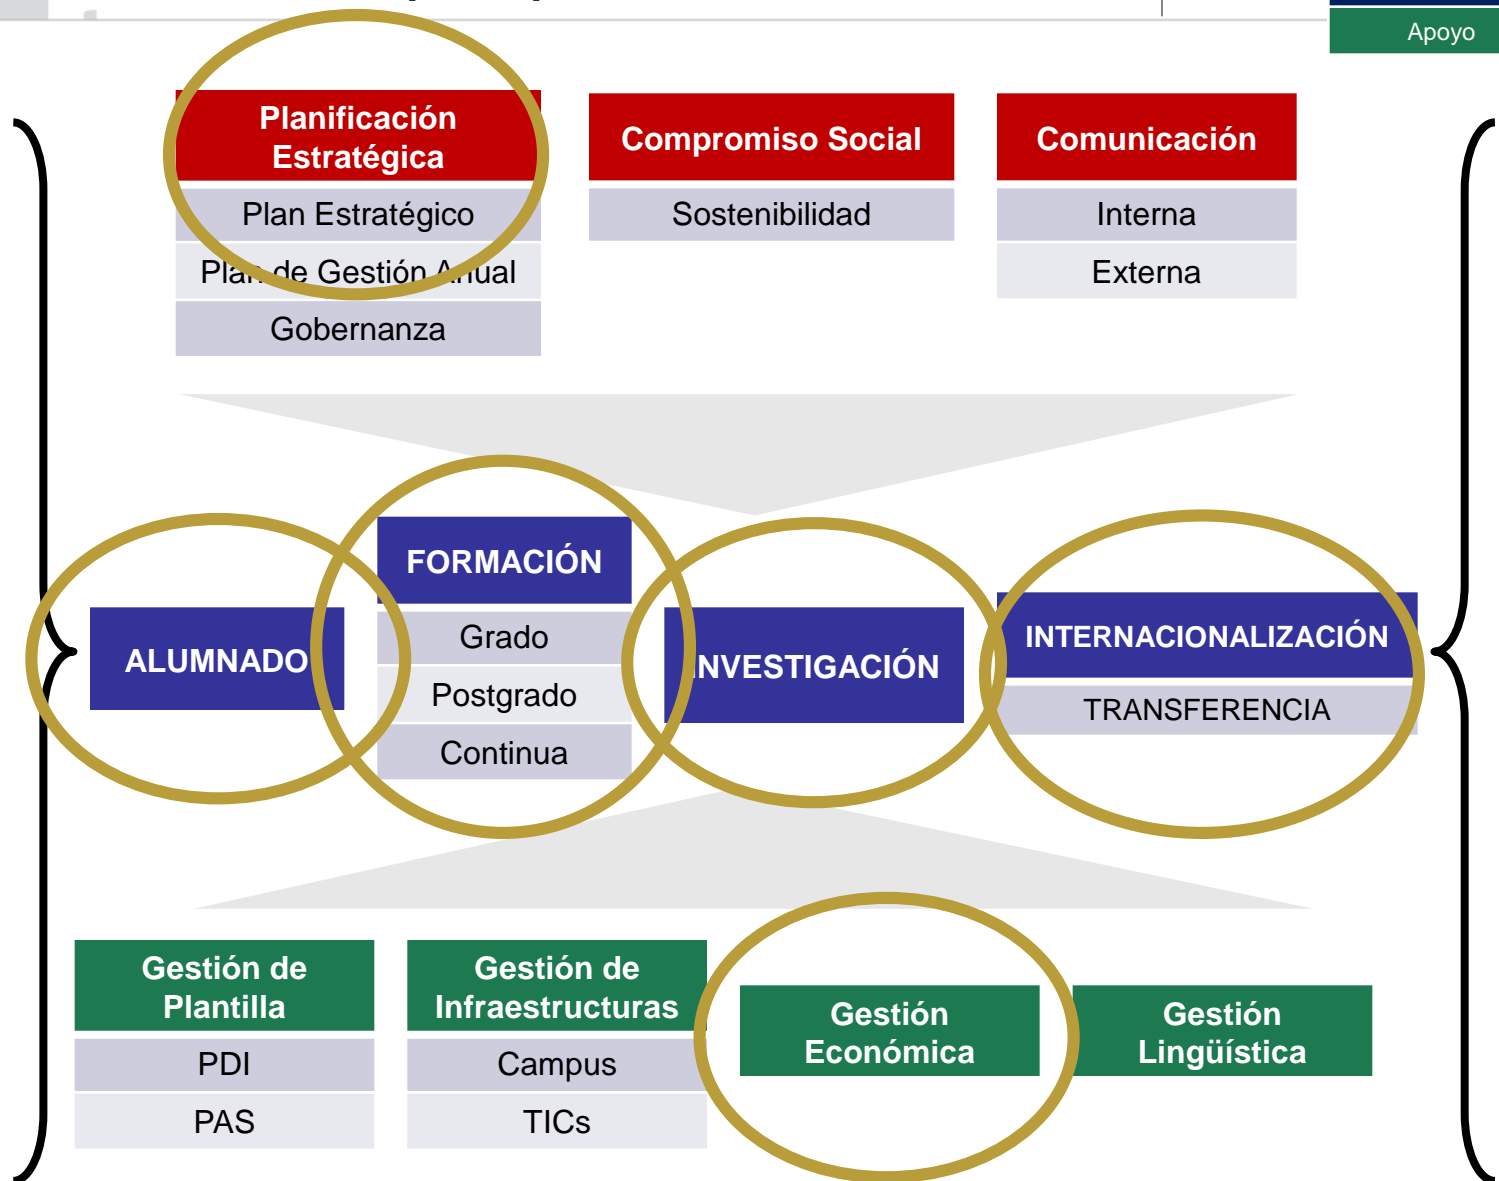 Apoyo
Planificación
Estratégica
Plan Estratégico
Plan de Gestión Anual
Gobernanza
Compromiso Social
Sostenibilidad
Comunicación
Interna
Externa
ALUMNADO
FORMACIÓN
Grado
Postgrado
Continua
INVESTIGACIÓN
INTERNACIONALIZACIÓN
TRANSFERENCIA
Gestión de
Plantilla
PDI
PAS
Gestión de
Infraestructuras
Campus
TICs
Gestión
Económica
Gestión
Lingüística